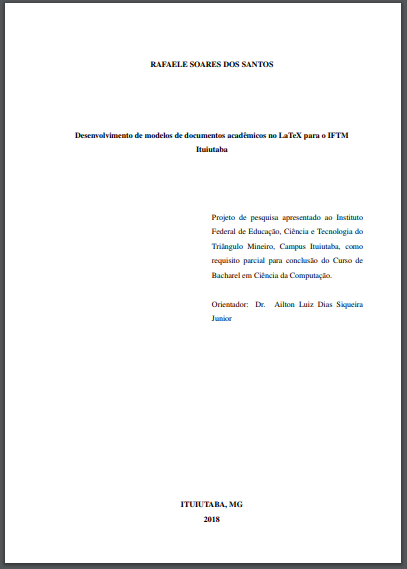 RAFAELE SOARES DOS SANTOS
Desenvolvimento de modelos de documentos acadêmicos no LaTeX para o IFTM
Ituiutaba
Projeto de pesquisa apresentado ao Instituto
Federal de Educação, Ciência e Tecnologia do
Triângulo Mineiro, Campus Ituiutaba, como
requisito parcial para conclusão do Curso de
Bacharel em Ciência da Computação.
Orientador: Dr. Ailton Luiz Dias Siqueira
Junior
ITUIUTABA, MG
2018